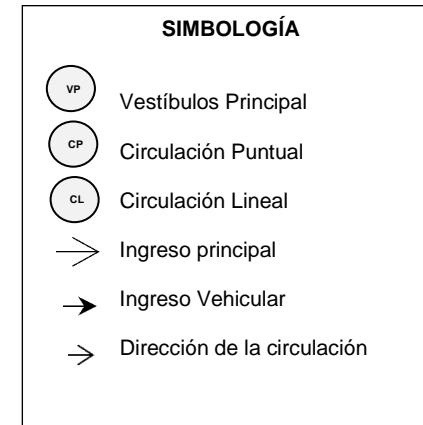 SIMBOLOGÍA
VP Vestíbulos Principal
CP Circulación Puntual
CL Circulación Lineal
Ingreso principal
Ingreso Vehicular
Dirección de la circulación